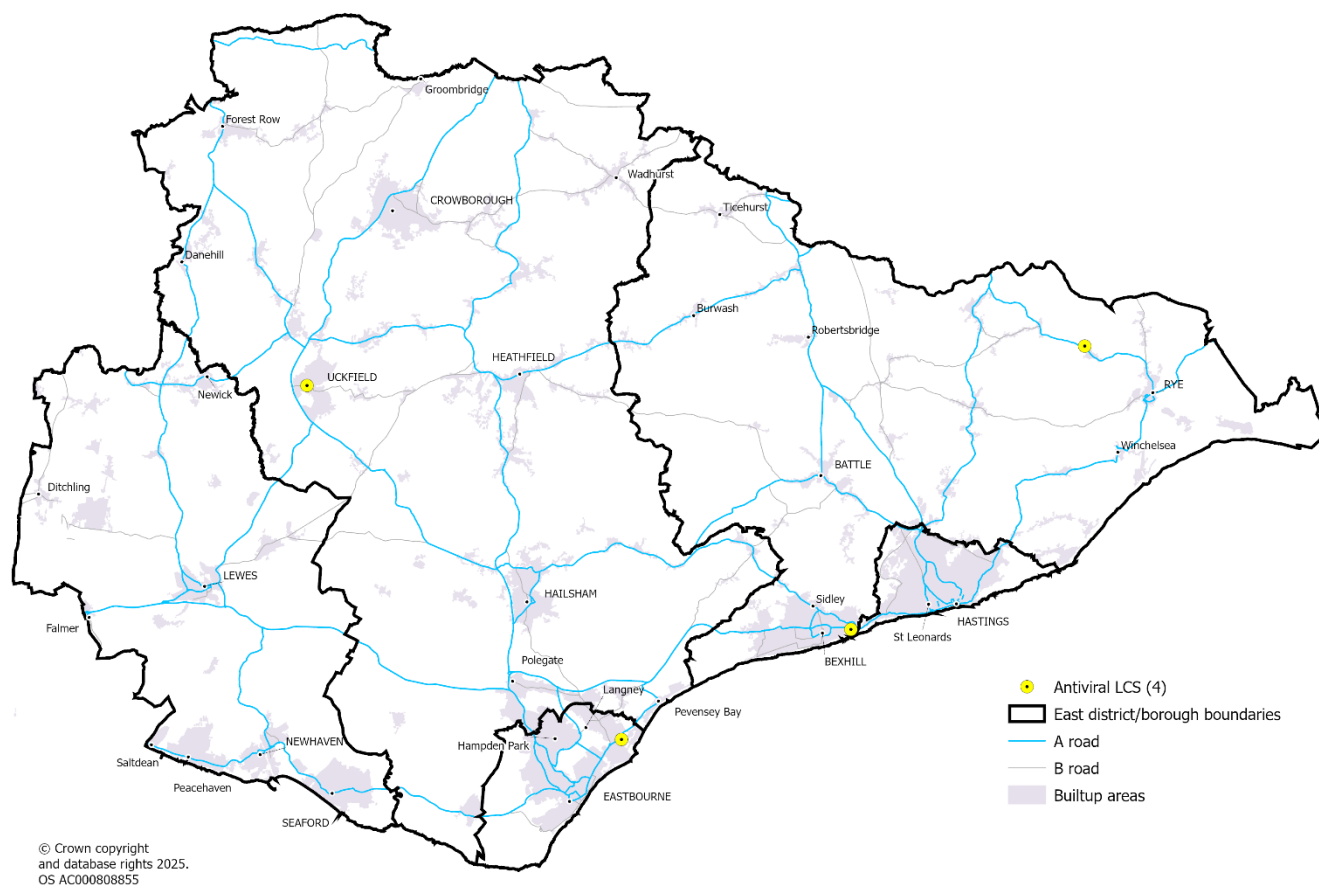 Groombridge
Forest Row
Wadhurst
CROWBOROUGH
Ticehurst
Danehill
Burwash
Robertsbridge
HEATHFIELD
UCKFIELD
RYE
Newick
Winchelsea
BATTLE
Ditchling
LEWES
HAILSHAM
Sidley
HASTINGS
Falmer
St Leonards
BEXHILL
Polegate
Langney
Pevensey Bay
Hampden Park
NEWHAVEN
Saltdean
Peacehaven
EASTBOURNE
SEAFORD
Antiviral LCS (4)
East district/borough boundaries
A road
B road
Builtup areas
© Crown copyright
and database rights 2025.
OS AC000808855